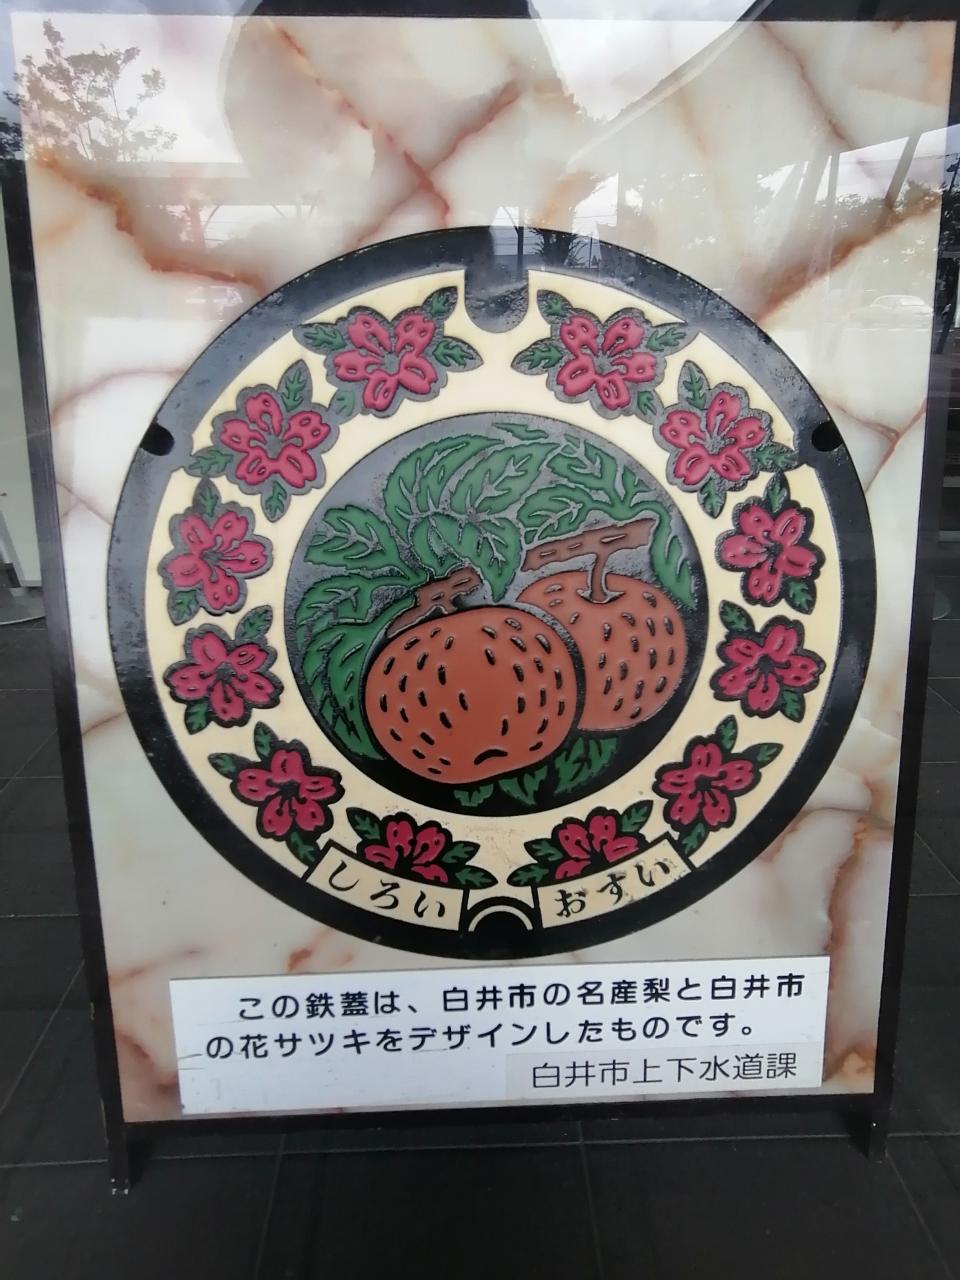 しろい
おすい
この鉄蓋は、白井市の名産梨と白井市
の花サツキをデザインしたものです。
白井市上下水道課